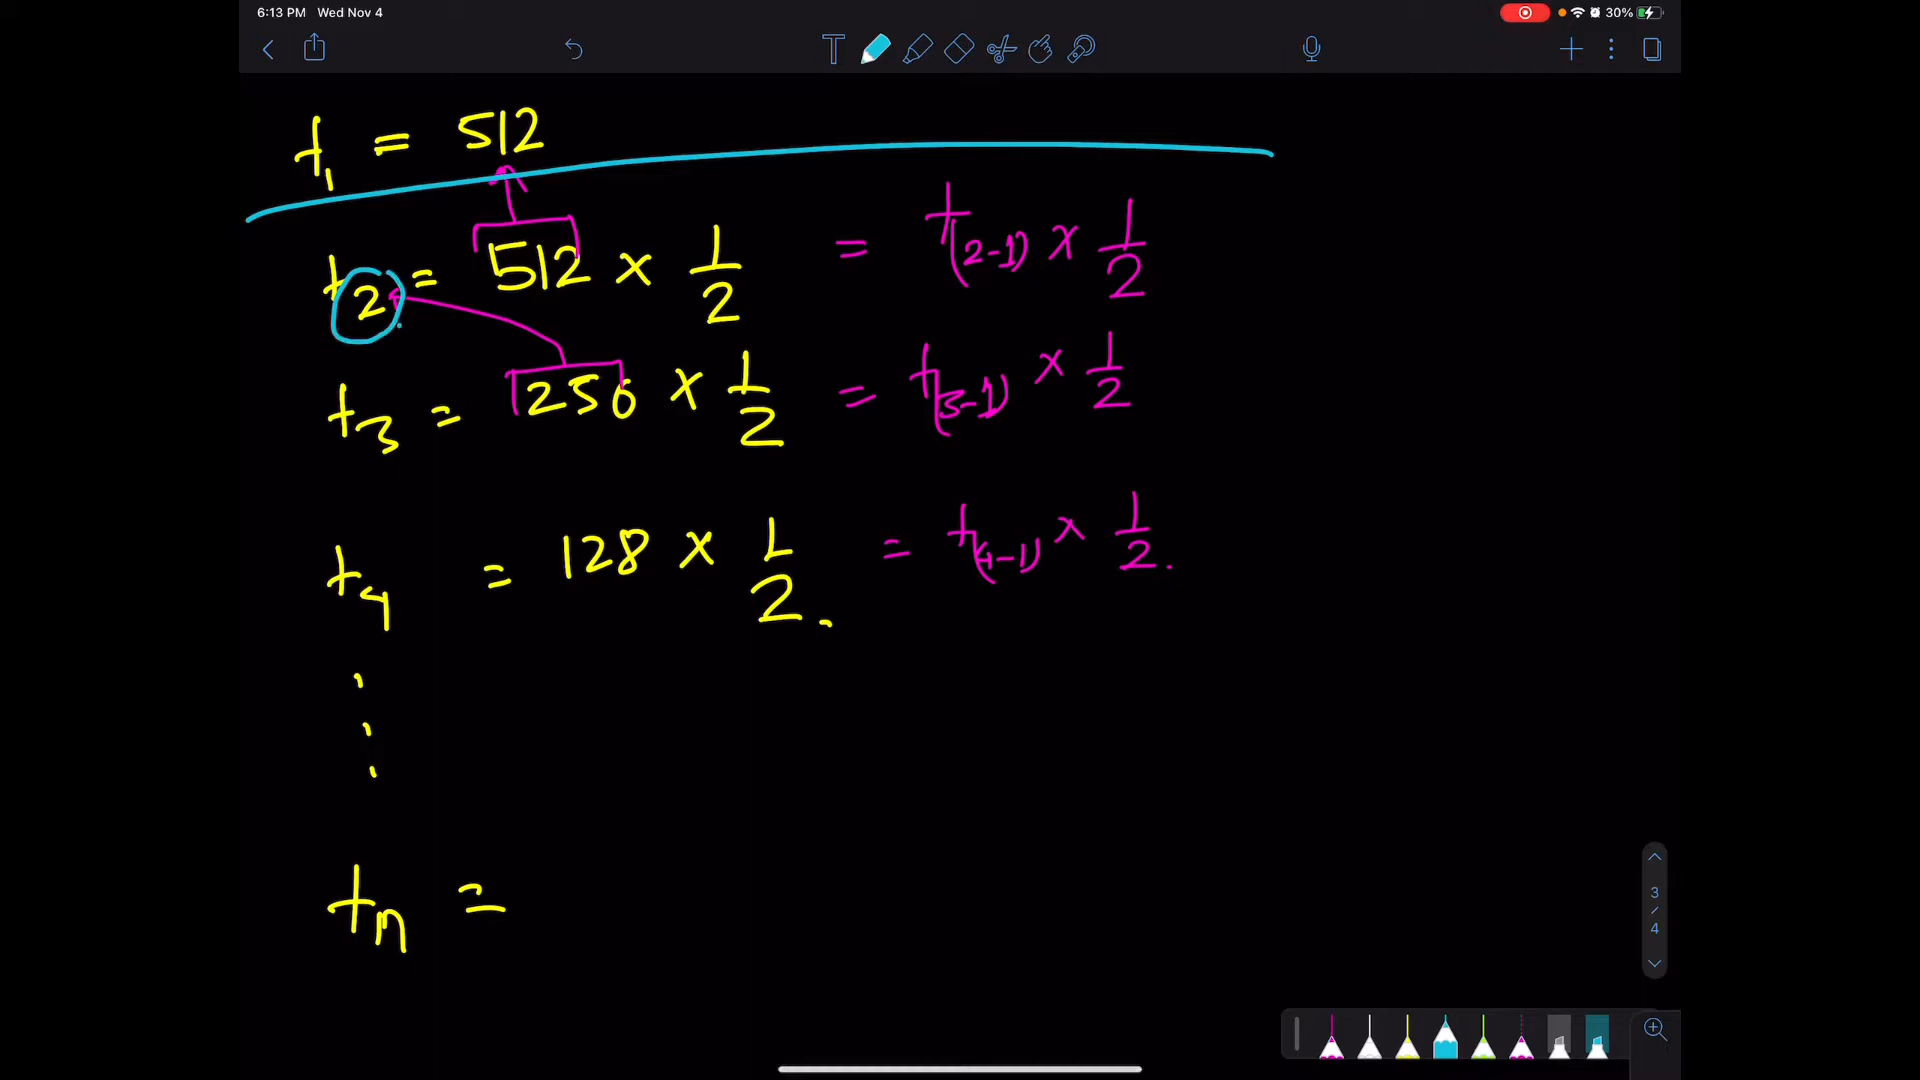 6:13 PM Wed Nov 4 30%
t₁ = 512
t₂ = 512 × 1/2 = t₍₂₋₁₎ × 1/2
t₃ = 256 × 1/2 = t₍₃₋₁₎ × 1/2
t₄ = 128 × 1/2. = t₍₄₋₁₎ × 1/2.
tₙ =
3/4